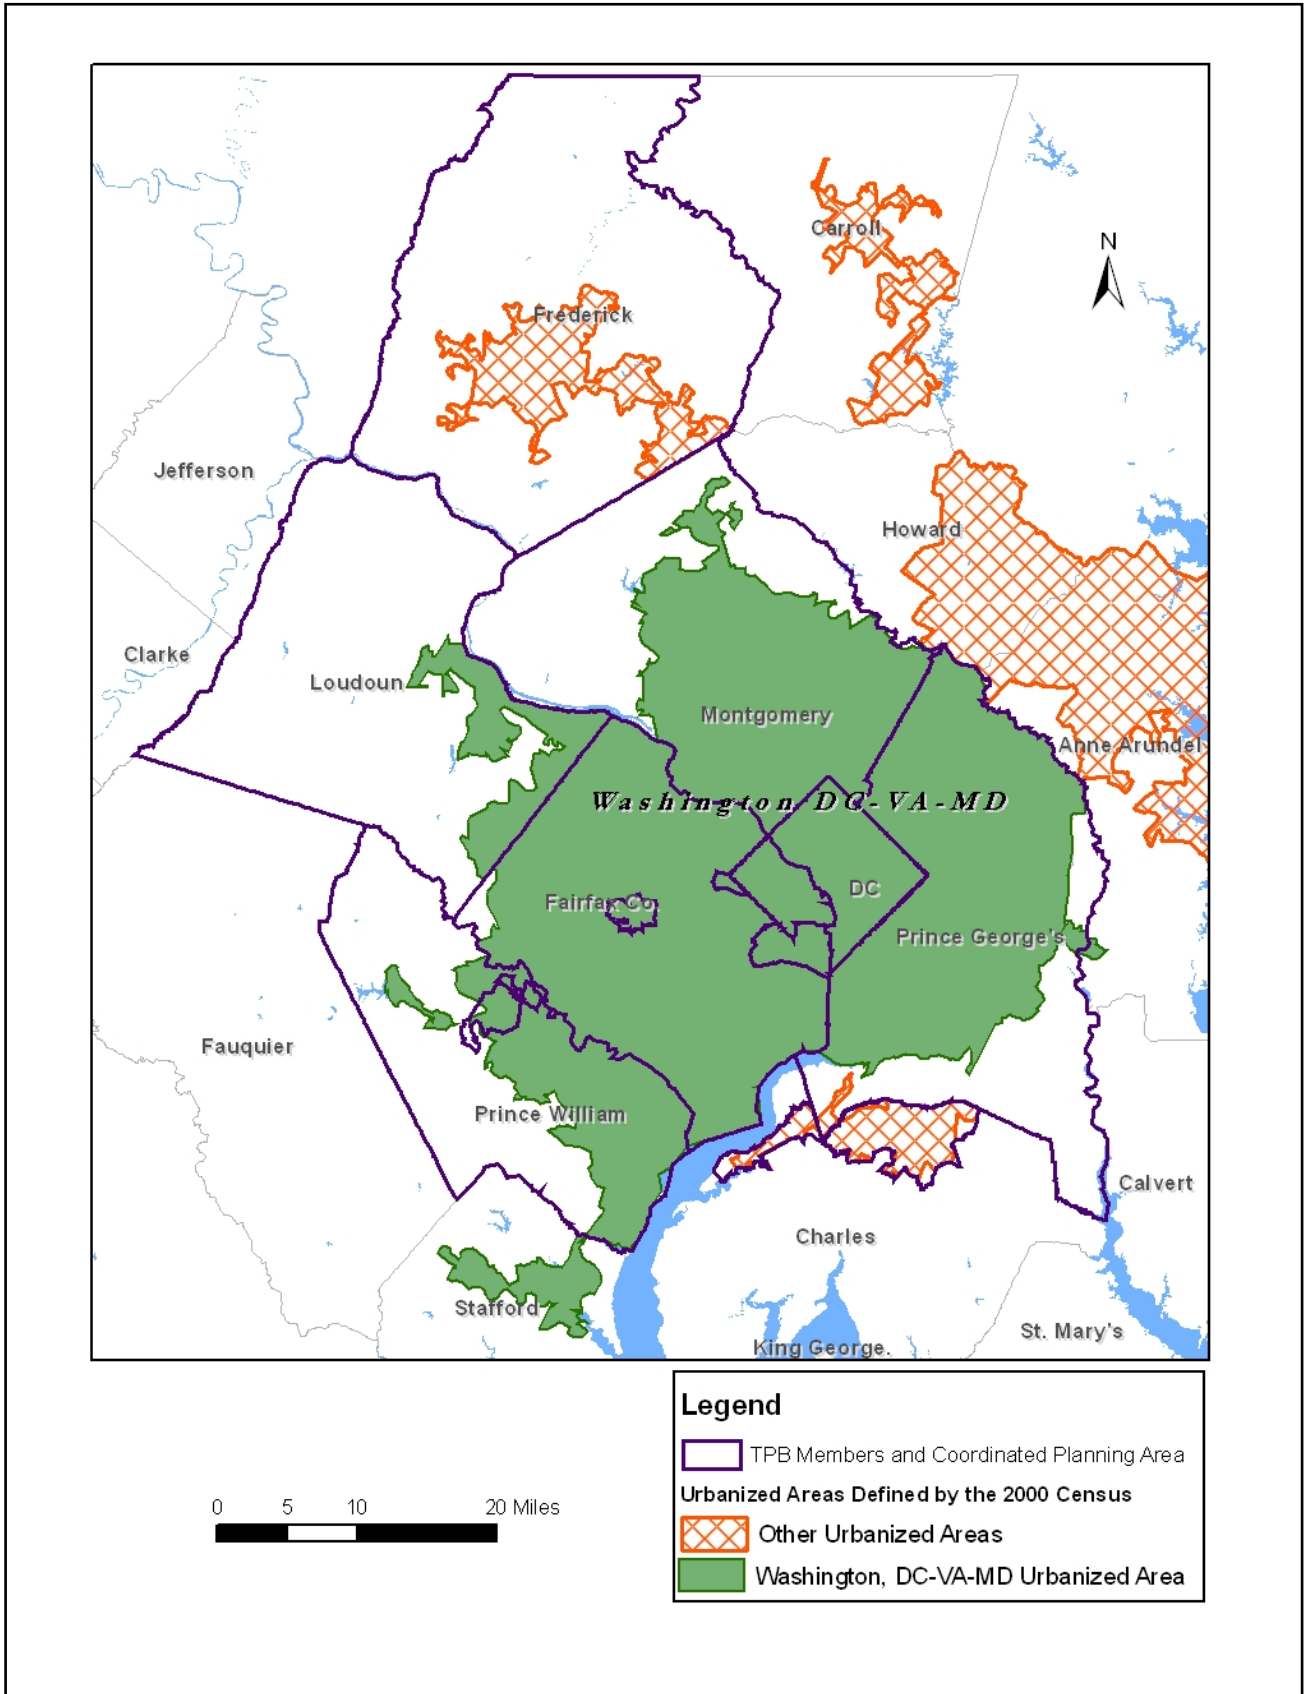 Carroll
N
Frederick
Jefferson
Howard
Clarke
Loudoun
Montgomery
Anne Arundel
Washington, DC-VA-MD
DC
Fairfax Co.
Prince George's
Fauquier
Prince William
Calvert
Charles
Stafford
St. Mary's
King George.
Legend
TPB Members and Coordinated Planning Area
Urbanized Areas Defined by the 2000 Census
0 5 10 20 Miles
Other Urbanized Areas
Washington, DC-VA-MD Urbanized Area